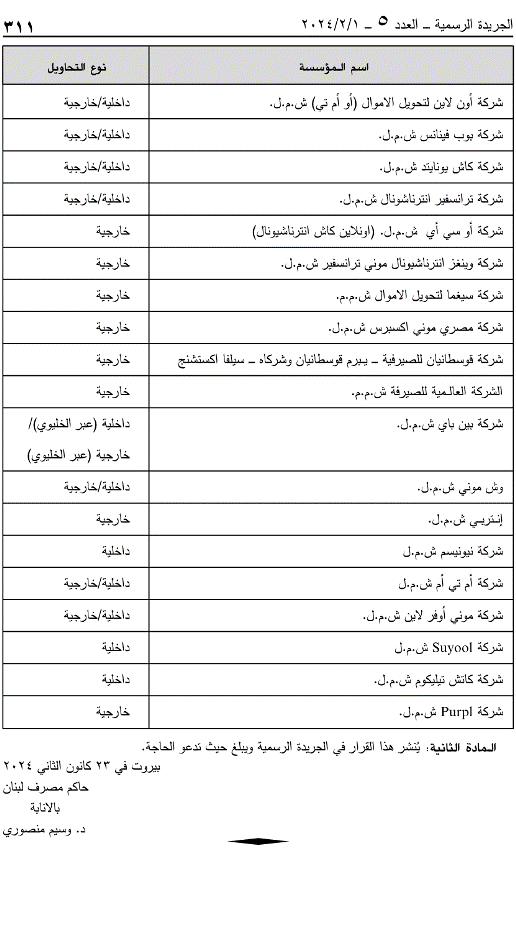 الجريدة الرسمية ــ العدد ٥ ــ ٢٠٢٤/٢/١ ٣١١
اسم المؤسسة نوع التحاويل
شركة أون لاين لتحويل الاموال (أو أم تي) ش.م.ل. داخلية/خارجية
شركة بوب فينانس ش.م.ل. داخلية/خارجية
شركة كاش يونايتد ش.م.ل. داخلية/خارجية
شركة ترانسفير انترناشونال ش.م.ل. داخلية/خارجية
شركة أو سي أي ش.م.ل. (اونلاين كاش انترناشيونال) خارجية
شركة وينغز انترناشيونال موني ترانسفير ش.م.ل. خارجية
شركة سيغما لتحويل الاموال ش.م.م. خارجية
شركة مصري موني اكسبرس ش.م.ل. خارجية
شركة قوسطانيان للصيرفية ــ يبرم قوسطانيان وشركاه ــ سيلفا اكستشنج خارجية
الشركة العالمية للصيرفة ش.م.م. خارجية
شركة بين باي ش.م.ل. داخلية (عبر الخليوي)/
خارجية (عبر الخليوي)
وش موني ش.م.ل. داخلية/خارجية
إنتربي ش.م.ل. خارجية
شركة نيونيسم ش.م.ل داخلية
شركة أم تي أم ش.م.ل داخلية/خارجية
شركة موني أوفر لاين ش.م.ل. داخلية/خارجية
شركة Suyool ش.م.ل داخلية
شركة كاتش تيليكوم ش.م.ل. داخلية
شركة Purpl ش.م.ل. خارجية
المادة الثانية: يُنشر هذا القرار في الجريدة الرسمية ويبلغ حيث تدعو الحاجة.
بيروت في ٢٣ كانون الثاني ٢٠٢٤
حاكم مصرف لبنان
بالانابة
د. وسيم منصوري